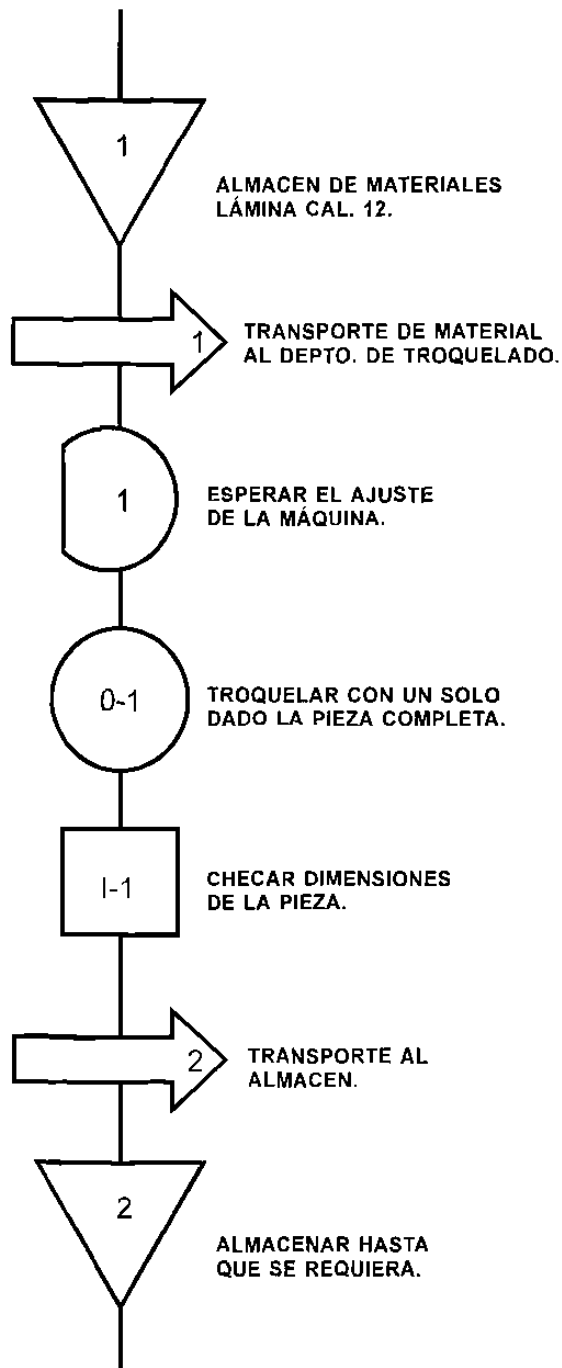 1
ALMACEN DE MATERIALES
LÁMINA CAL. 12.
1
TRANSPORTE DE MATERIAL
AL DEPTO. DE TROQUELADO.
1
ESPERAR EL AJUSTE
DE LA MÁQUINA.
0-1
TROQUELAR CON UN SOLO
DADO LA PIEZA COMPLETA.
I-1
CHECAR DIMENSIONES
DE LA PIEZA.
2
TRANSPORTE AL
ALMACEN.
2
ALMACENAR HASTA
QUE SE REQUIERA.